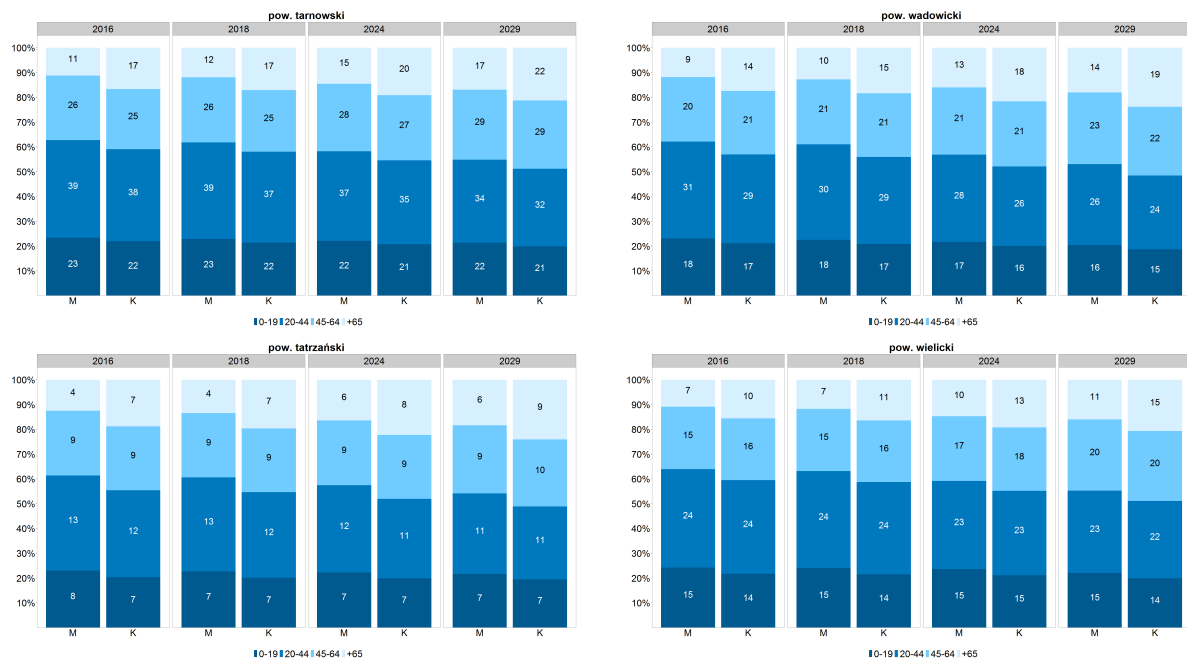 pow. tarnowski
2016 2018 2024 2029
100%
90%
80%
70%
60%
50%
40%
30%
20%
10%
11 17 12 17 15 20 17 22
26 25 26 25 28 27 29 29
39 38 39 37 37 35 34 32
23 22 23 22 22 21 22 21
M K M K M K M K
0-19 20-44 45-64 +65
pow. wadowicki
2016 2018 2024 2029
100%
90%
80%
70%
60%
50%
40%
30%
20%
10%
9 14 10 15 13 18 14 19
20 21 21 21 21 21 23 22
31 29 30 29 28 26 26 24
18 17 18 17 17 16 16 15
M K M K M K M K
0-19 20-44 45-64 +65
pow. tatrzański
2016 2018 2024 2029
100%
90%
80%
70%
60%
50%
40%
30%
20%
10%
4 7 4 7 6 8 6 9
9 9 9 9 9 9 9 10
13 12 13 12 12 11 11 11
8 7 7 7 7 7 7 7
M K M K M K M K
0-19 20-44 45-64 +65
pow. wielicki
2016 2018 2024 2029
100%
90%
80%
70%
60%
50%
40%
30%
20%
10%
7 10 7 11 10 13 11 15
15 16 15 16 17 18 20 20
24 24 24 24 23 23 23 22
15 14 15 14 15 15 15 14
M K M K M K M K
0-19 20-44 45-64 +65